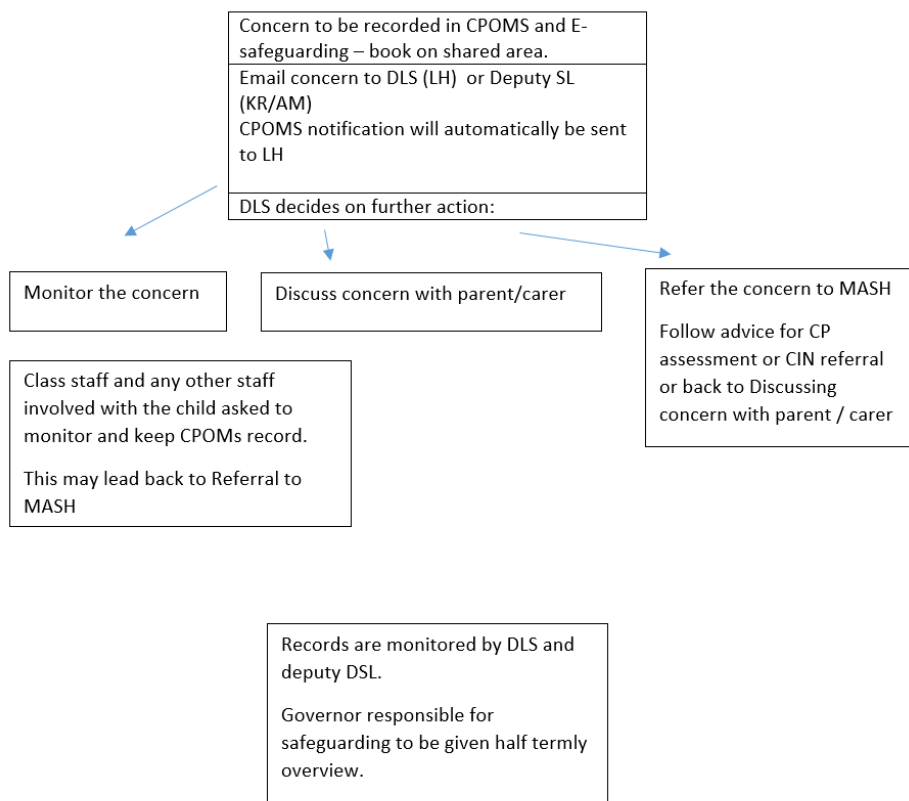 Concern to be recorded in CPOMS and E-
safeguarding – book on shared area.
Email concern to DLS (LH)  or Deputy SL
(KR/AM)
CPOMS notification will automatically be sent
to LH
DLS decides on further action:
Monitor the concern
Discuss concern with parent/carer
Refer the concern to MASH
Follow advice for CP
assessment or CIN referral
or back to Discussing
concern with parent / carer
Class staff and any other staff
involved with the child asked to
monitor and keep CPOMs record.
This may lead back to Referral to
MASH
Records are monitored by DLS and
deputy DSL.
Governor responsible for
safeguarding to be given half termly
overview.